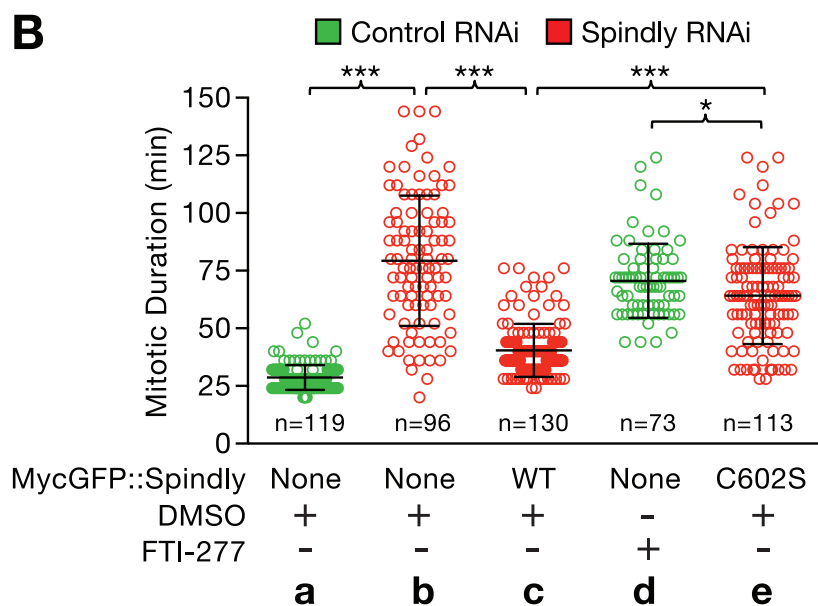 B
Control RNAi Spindly RNAi
*** *** ***
*
Mitotic Duration (min)
150
125
100
75
50
25
0
n=119 n=96 n=130 n=73 n=113
MycGFP::Spindly None None WT None C602S
DMSO + + + - +
FTI-277 - - - + -
a b c d e